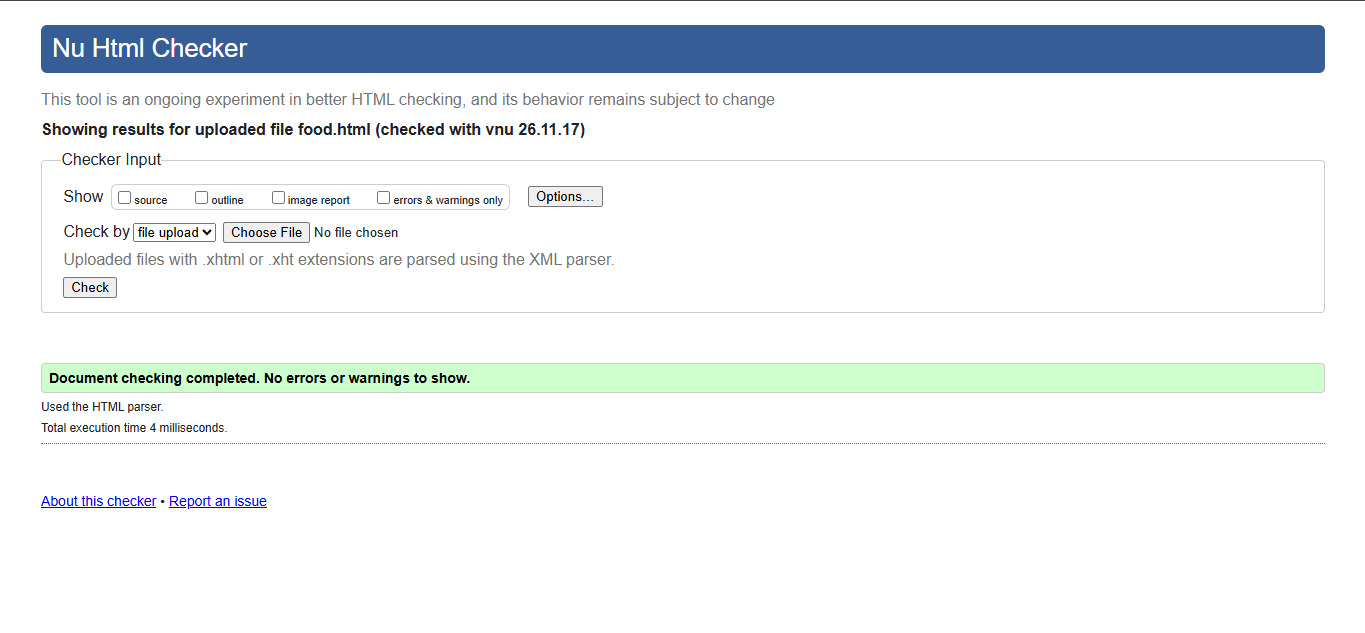 Nu Html Checker
This tool is an ongoing experiment in better HTML checking, and its behavior remains subject to change
Showing results for uploaded file food.html (checked with vnu 26.11.17)
Checker Input
Show source outline image report errors & warnings only Options...
Check by file upload Choose File No file chosen
Uploaded files with .xhtml or .xht extensions are parsed using the XML parser.
Check
Document checking completed. No errors or warnings to show.
Used the HTML parser.
Total execution time 4 milliseconds.
About this checker • Report an issue